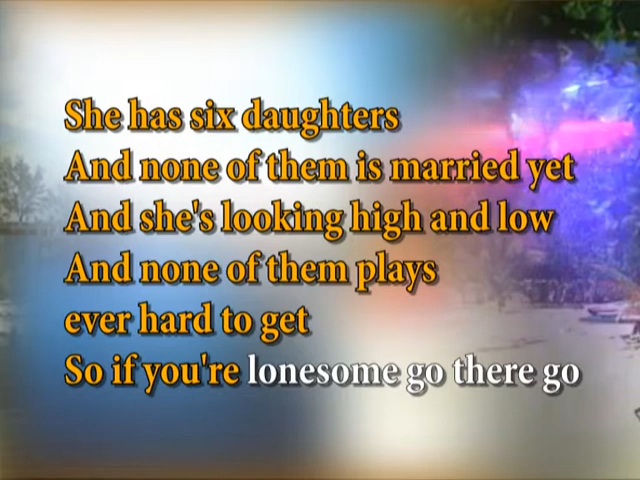 She has six daughters
And none of them is married yet
And she's looking high and low
And none of them plays
ever hard to get
So if you're lonesome go there go